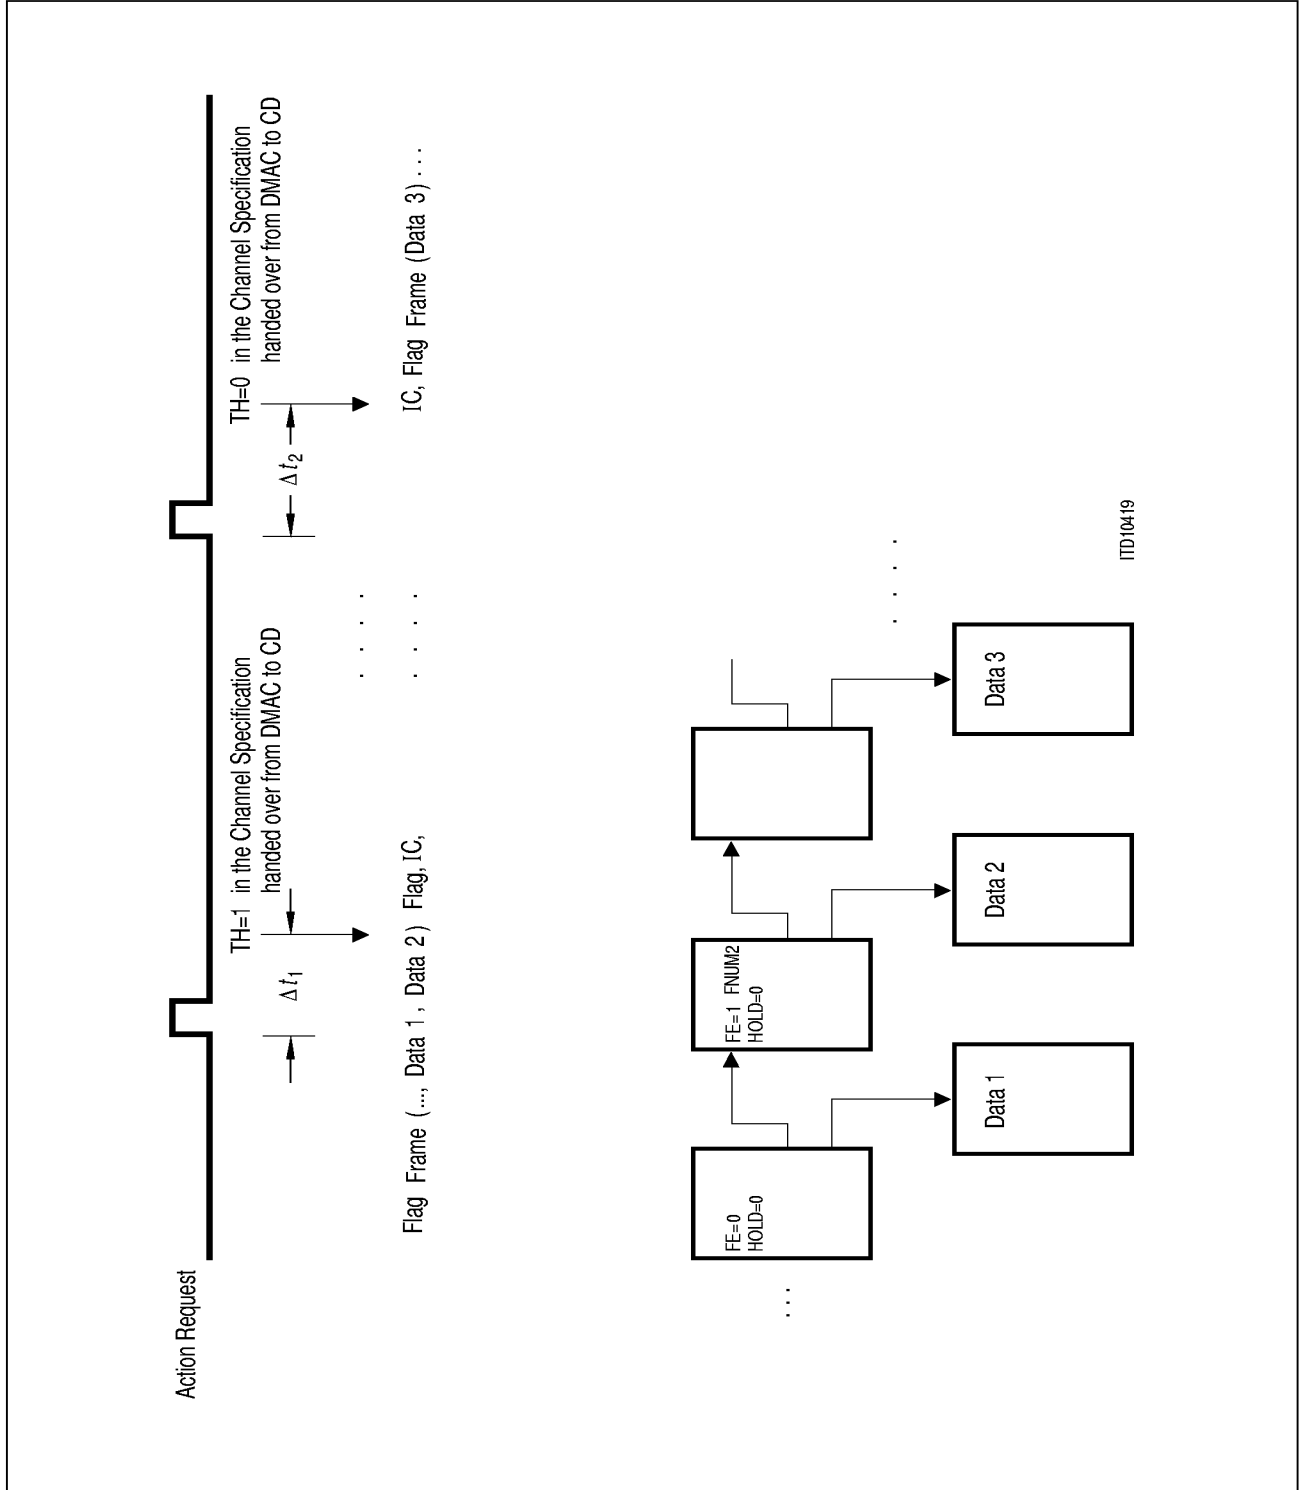 Action Request
TH=1 in the Channel Specification
handed over from DMAC to CD
TH=0 in the Channel Specification
handed over from DMAC to CD
Δt1
Δt2
. . . .
Flag Frame (..., Data 1, Data 2) Flag, IC,
. . . .
IC, Flag Frame (Data 3) . . .
. . .
FE=0
HOLD=0
FE=1 FNUM2
HOLD=0
. . . .
Data 1
Data 2
Data 3
ITD10419